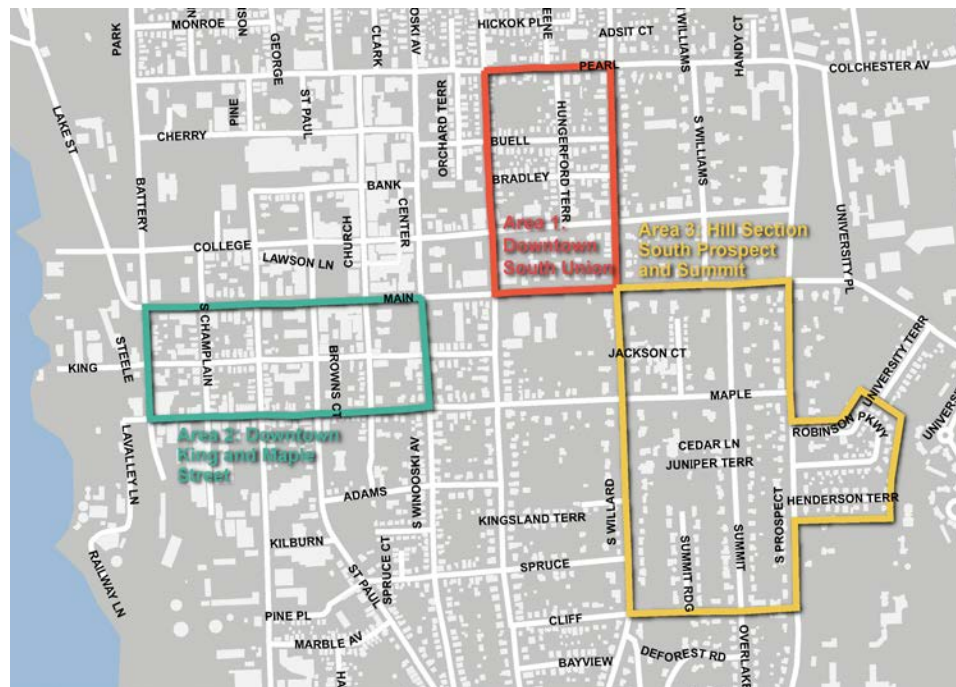 HICKOK PL
MONROE
ADSIT CT
PARK
GEORGE
CLARK
S WILLIAMS
HANDY CT
PEARL
COLCHESTER AV
LAKE ST
PINE
ST PAUL
ORCHARD TERR
CHERRY
BUELL
HUNGERFORD TERR
BRADLEY
BANK
BATTERY
CHURCH
CENTER
COLLEGE
LAWSON LN
UNIVERSITY PL
Area 1:
Downtown
South Union
Area 3: Hill Section
South Prospect
and Summit
MAIN
S CHAMPLAIN
STEELE
KING
BROWNS CT
JACKSON CT
MAPLE
UNIVERSITY TERR
ROBINSON PKWY
Area 2: Downtown
King and Maple
Street
LAVALLEY LN
S WINOOSKI AV
CEDAR LN
JUNIPER TERR
ADAMS
KINGSLAND TERR
S WILLARD
S PROSPECT
HENDERSON TERR
KILBURN
ST PAUL
SPRUCE CT
SPRUCE
SUMMIT RDG
SUMMIT
RAILWAY LN
PINE PL
MARBLE AV
CLIFF
BAYVIEW
DEFOREST RD
OVERLAKE